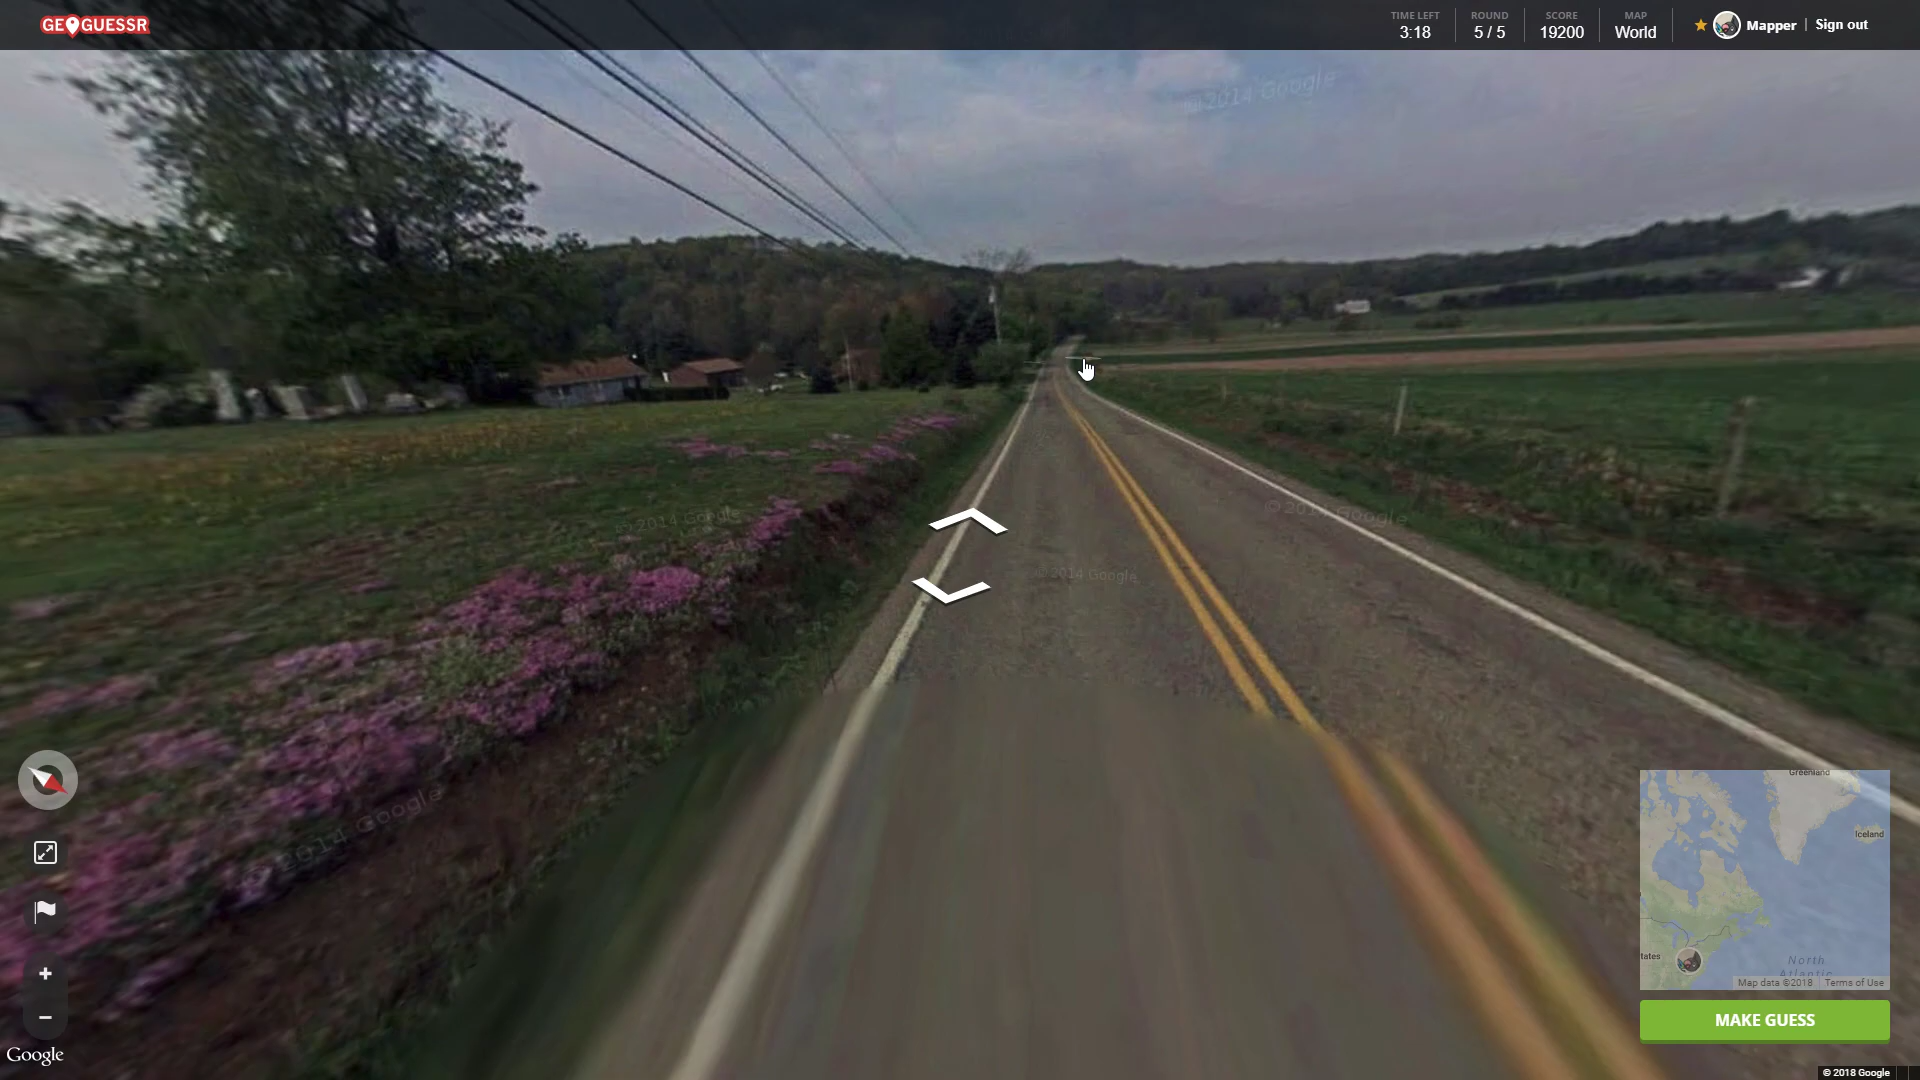 GEOGUESSR
TIME LEFT
3:18
ROUND
5 / 5
SCORE
19200
MAP
World
Mapper
Sign out
© 2014 Google
© 2014 Google
© 2014 Google
© 2014 Google
2014 Google
Greenland
Iceland
tates
North
Atlantic
Map data ©2018
Terms of Use
MAKE GUESS
Google
© 2018 Google